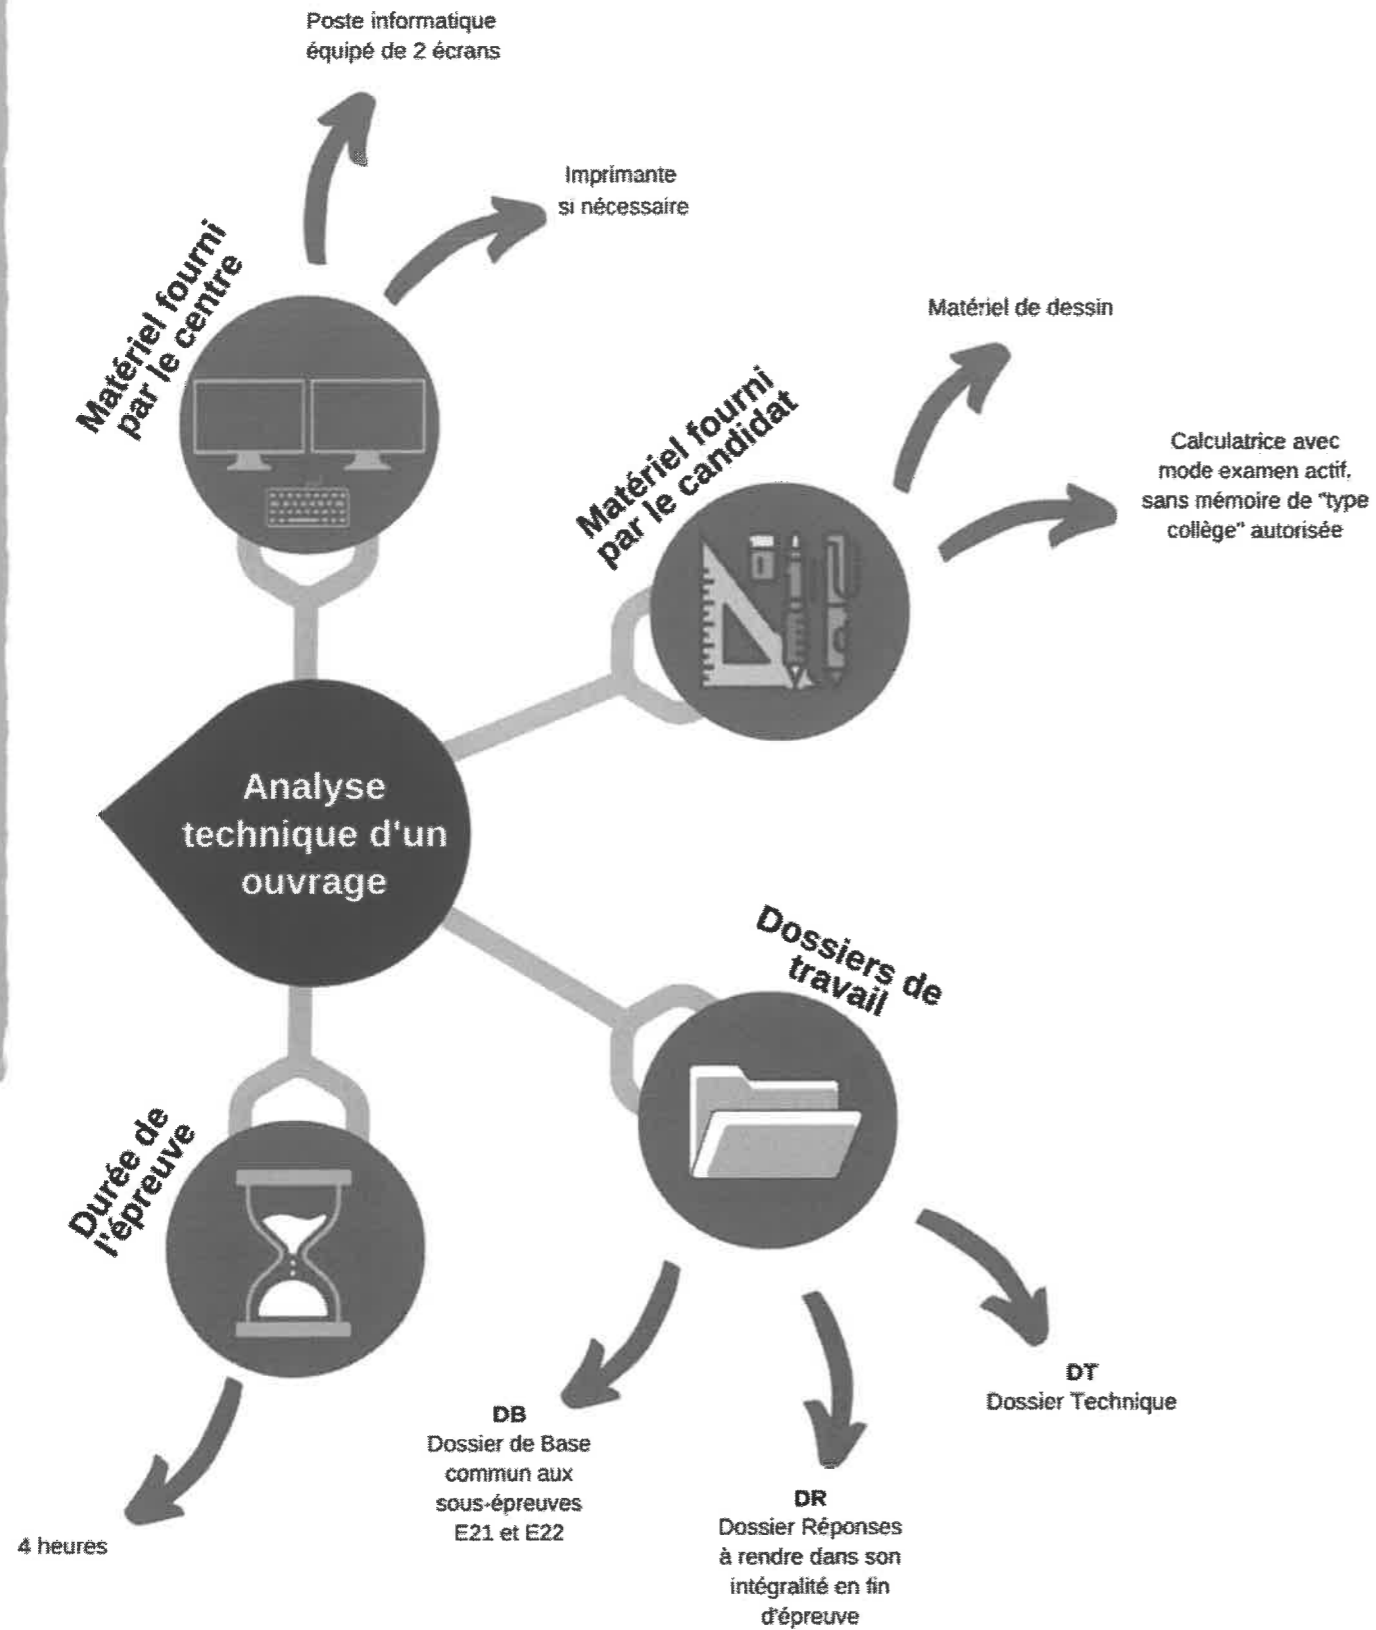 Poste informatique
équipé de 2 écrans
Imprimante
si nécessaire
Matériel fourni
par le centre
Matériel de dessin
Matériel fourni
par le candidat
Calculatrice avec
mode examen actif,
sans mémoire de "type
collège" autorisée
Analyse
technique d'un
ouvrage
Dossiers de
travail
Durée de
l'épreuve
DT
Dossier Technique
DB
Dossier de Base
commun aux
sous-épreuves
E21 et E22
DR
Dossier Réponses
à rendre dans son
intégralité en fin
d'épreuve
4 heures